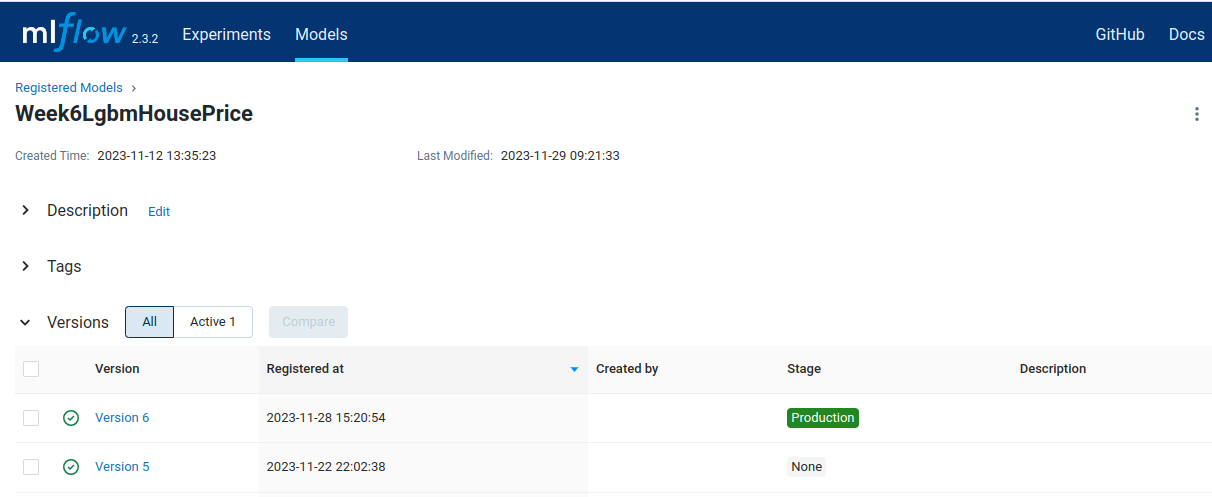 mlflow 2.3.2 Experiments Models GitHub Docs
Registered Models ›
Week6LgbmHousePrice
Created Time: 2023-11-12 13:35:23 Last Modified: 2023-11-29 09:21:33
Description Edit
Tags
Versions All Active 1 Compare
Version Registered at Created by Stage Description
Version 6 2023-11-28 15:20:54 Production
Version 5 2023-11-22 22:02:38 None